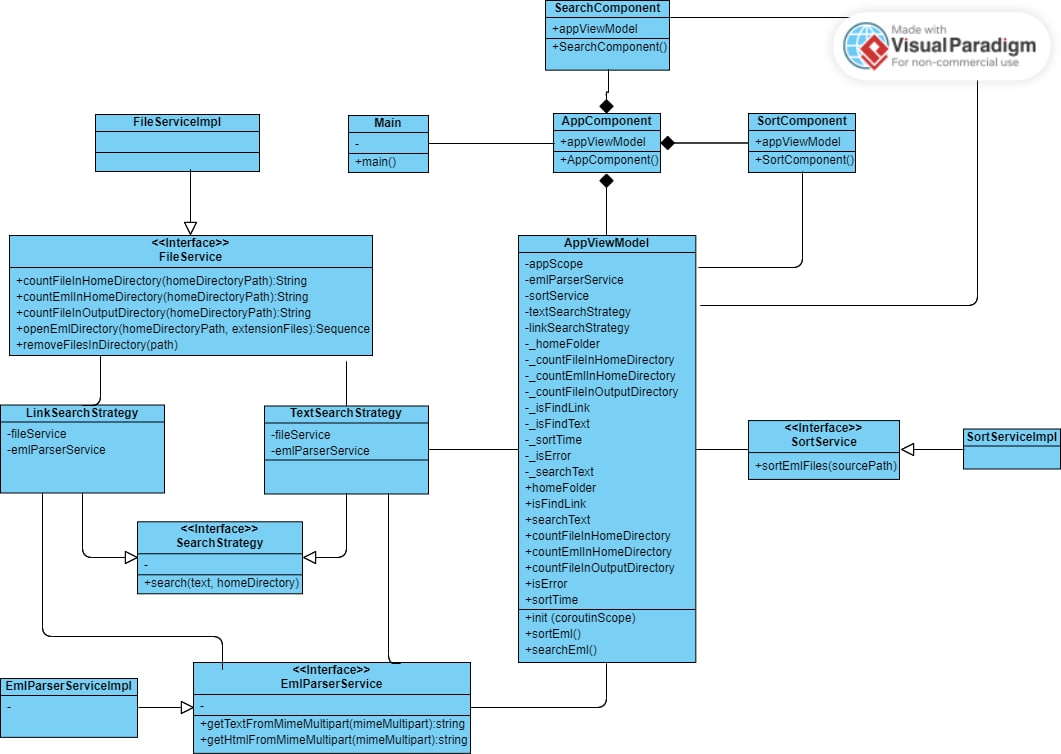 SearchComponent
+appViewModel
+SearchComponent()
Made with
Visual Paradigm
For non-commercial use
FileServiceImpl
Main
-
+main()
AppComponent
+appViewModel
+AppComponent()
SortComponent
+appViewModel
+SortComponent()
<<Interface>>
FileService
+countFileInHomeDirectory(homeDirectoryPath):String
+countEmlInHomeDirectory(homeDirectoryPath):String
+countFileInOutputDirectory(homeDirectoryPath):String
+openEmlDirectory(homeDirectoryPath, extensionFiles):Sequence
+removeFilesInDirectory(path)
AppViewModel
-appScope
-emlParserService
-sortService
-textSearchStrategy
-linkSearchStrategy
-_homeFolder
-_countFileInHomeDirectory
-_countEmlInHomeDirectory
-_countFileInOutputDirectory
-_isFindLink
-_isFindText
-_sortTime
-_isError
-_searchText
+homeFolder
+isFindLink
+searchText
+countFileInHomeDirectory
+countEmlInHomeDirectory
+countFileInOutputDirectory
+isError
+sortTime
+init (coroutinScope)
+sortEml()
+searchEml()
LinkSearchStrategy
-fileService
-emlParserService
TextSearchStrategy
-fileService
-emlParserService
<<Interface>>
SortService
+sortEmlFiles(sourcePath)
SortServiceImpl
<<Interface>>
SearchStrategy
-
+search(text, homeDirectory)
EmlParserServiceImpl
-
<<Interface>>
EmlParserService
-
+getTextFromMimeMultipart(mimeMultipart):string
+getHtmlFromMimeMultipart(mimeMultipart):string